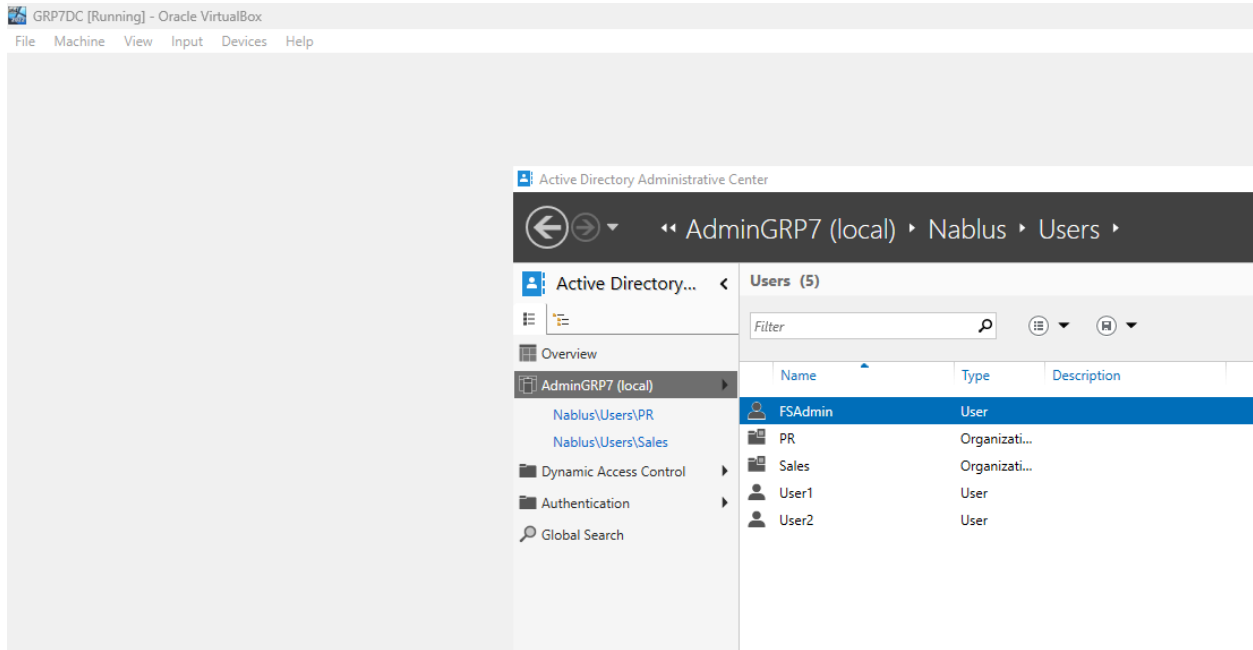 GRP7DC [Running] - Oracle VirtualBox
File Machine View Input Devices Help
Active Directory Administrative Center
AdminGRP7 (local) Nablus Users
Active Directory...
Users (5)
Filter
Overview
AdminGRP7 (local)
Nablus\Users\PR
Nablus\Users\Sales
Dynamic Access Control
Authentication
Global Search
Name Type Description
FSAdmin User
PR Organizati...
Sales Organizati...
User1 User
User2 User